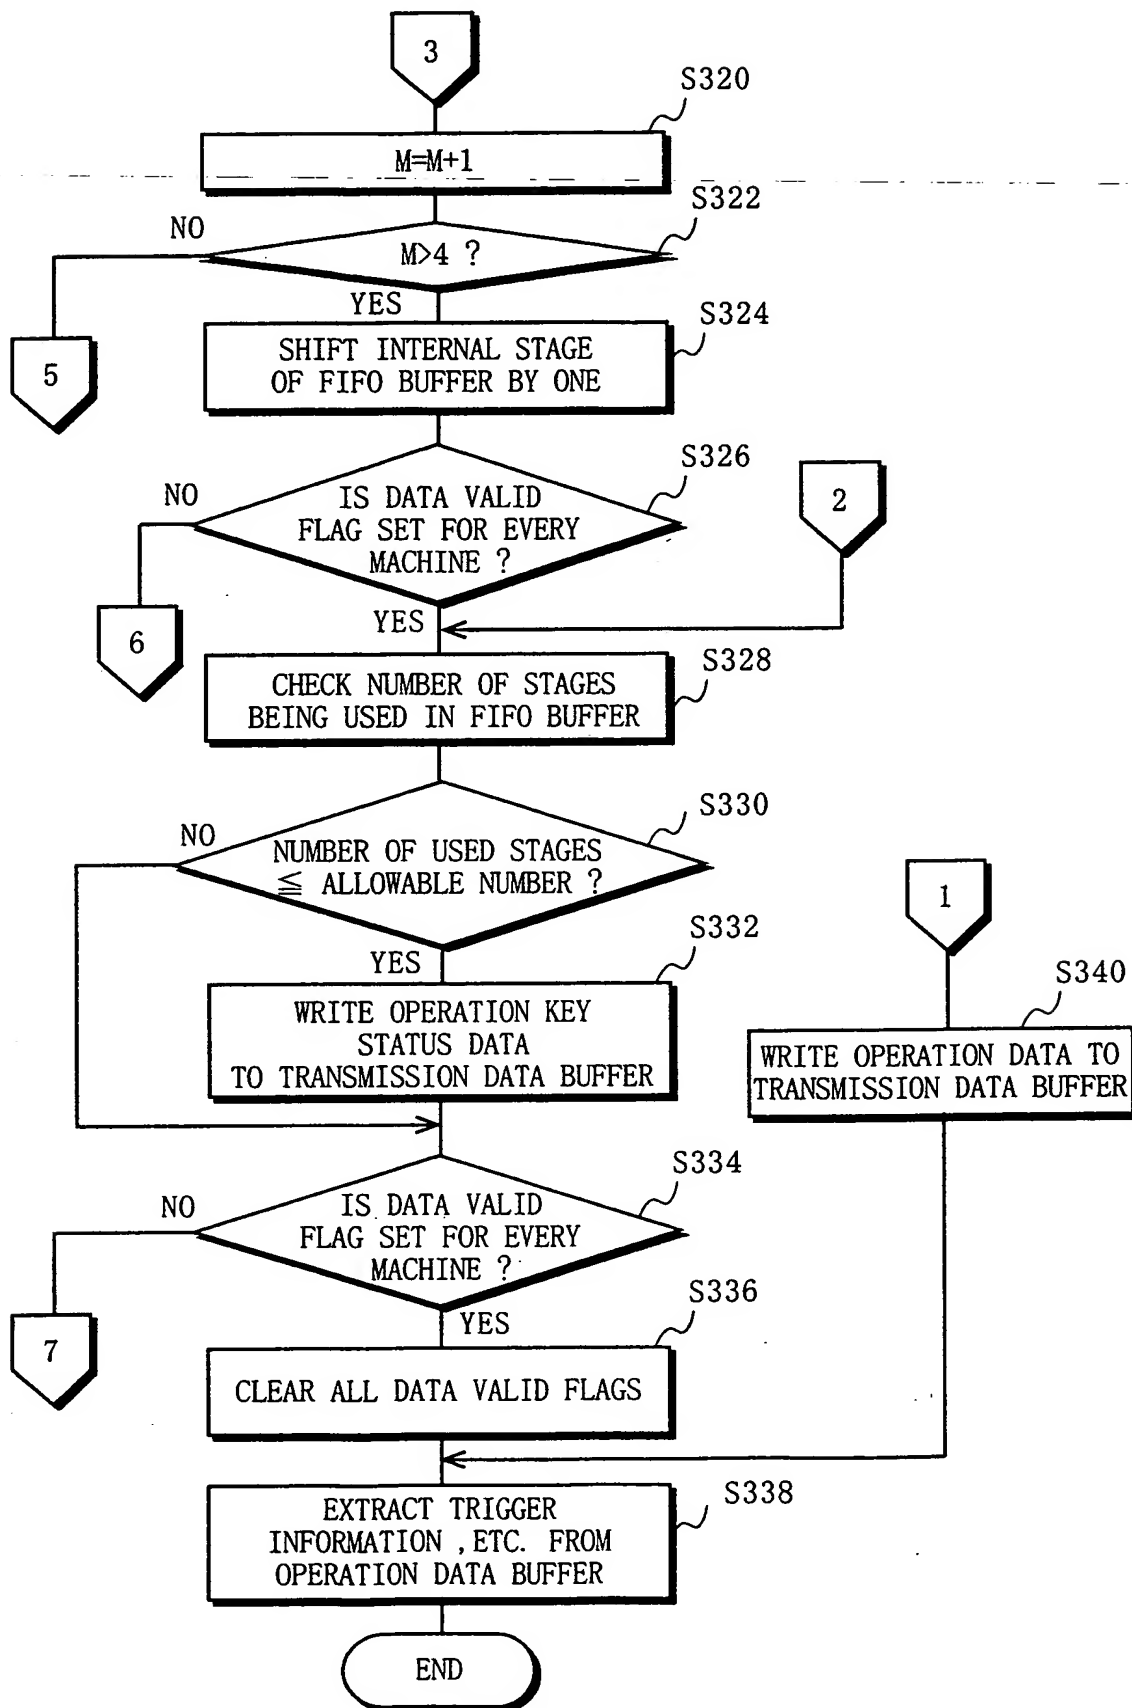 3
S320
M=M+1
S322
NO
M>4 ?
YES
S324
5
SHIFT INTERNAL STAGE
OF FIFO BUFFER BY ONE
S326
2
NO
IS DATA VALID
FLAG SET FOR EVERY
MACHINE ?
6
YES
S328
CHECK NUMBER OF STAGES
BEING USED IN FIFO BUFFER
S330
NO
NUMBER OF USED STAGES
≦ ALLOWABLE NUMBER ?
1
S332
YES
S340
WRITE OPERATION KEY
STATUS DATA
TO TRANSMISSION DATA BUFFER
WRITE OPERATION DATA TO
TRANSMISSION DATA BUFFER
S334
NO
IS DATA VALID
FLAG SET FOR EVERY
MACHINE ?
S336
YES
7
CLEAR ALL DATA VALID FLAGS
S338
EXTRACT TRIGGER
INFORMATION ,ETC. FROM
OPERATION DATA BUFFER
END